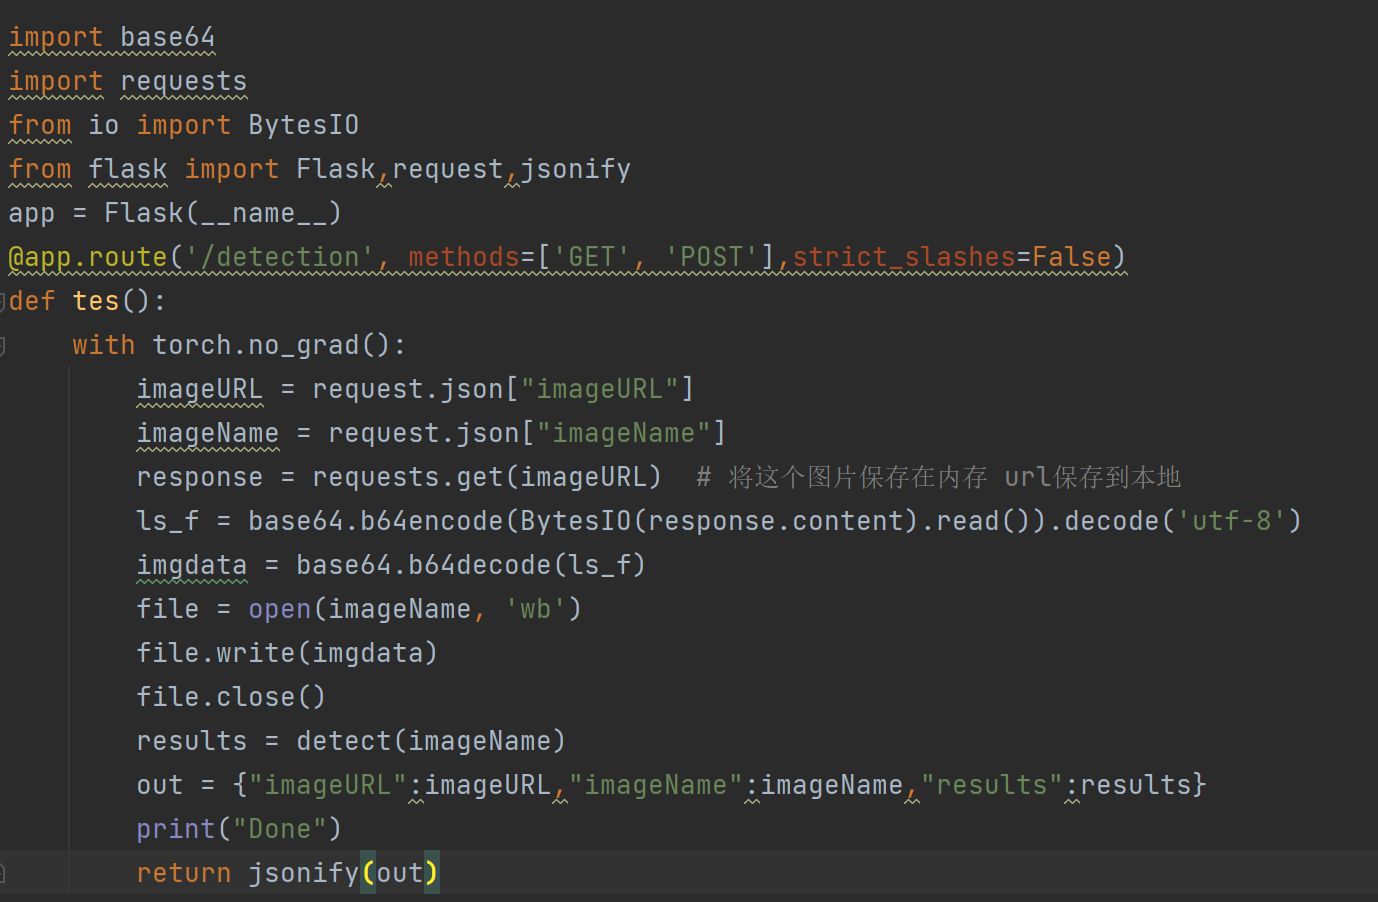 import base64
import requests
from io import BytesIO
from flask import Flask,request,jsonify
app = Flask(__name__)
@app.route('/detection', methods=['GET', 'POST'],strict_slashes=False)
def tes():
    with torch.no_grad():
        imageURL = request.json["imageURL"]
        imageName = request.json["imageName"]
        response = requests.get(imageURL)  # 将这个图片保存在内存 url保存到本地
        ls_f = base64.b64encode(BytesIO(response.content).read()).decode('utf-8')
        imgdata = base64.b64decode(ls_f)
        file = open(imageName, 'wb')
        file.write(imgdata)
        file.close()
        results = detect(imageName)
        out = {"imageURL":imageURL,"imageName":imageName,"results":results}
        print("Done")
        return jsonify(out)